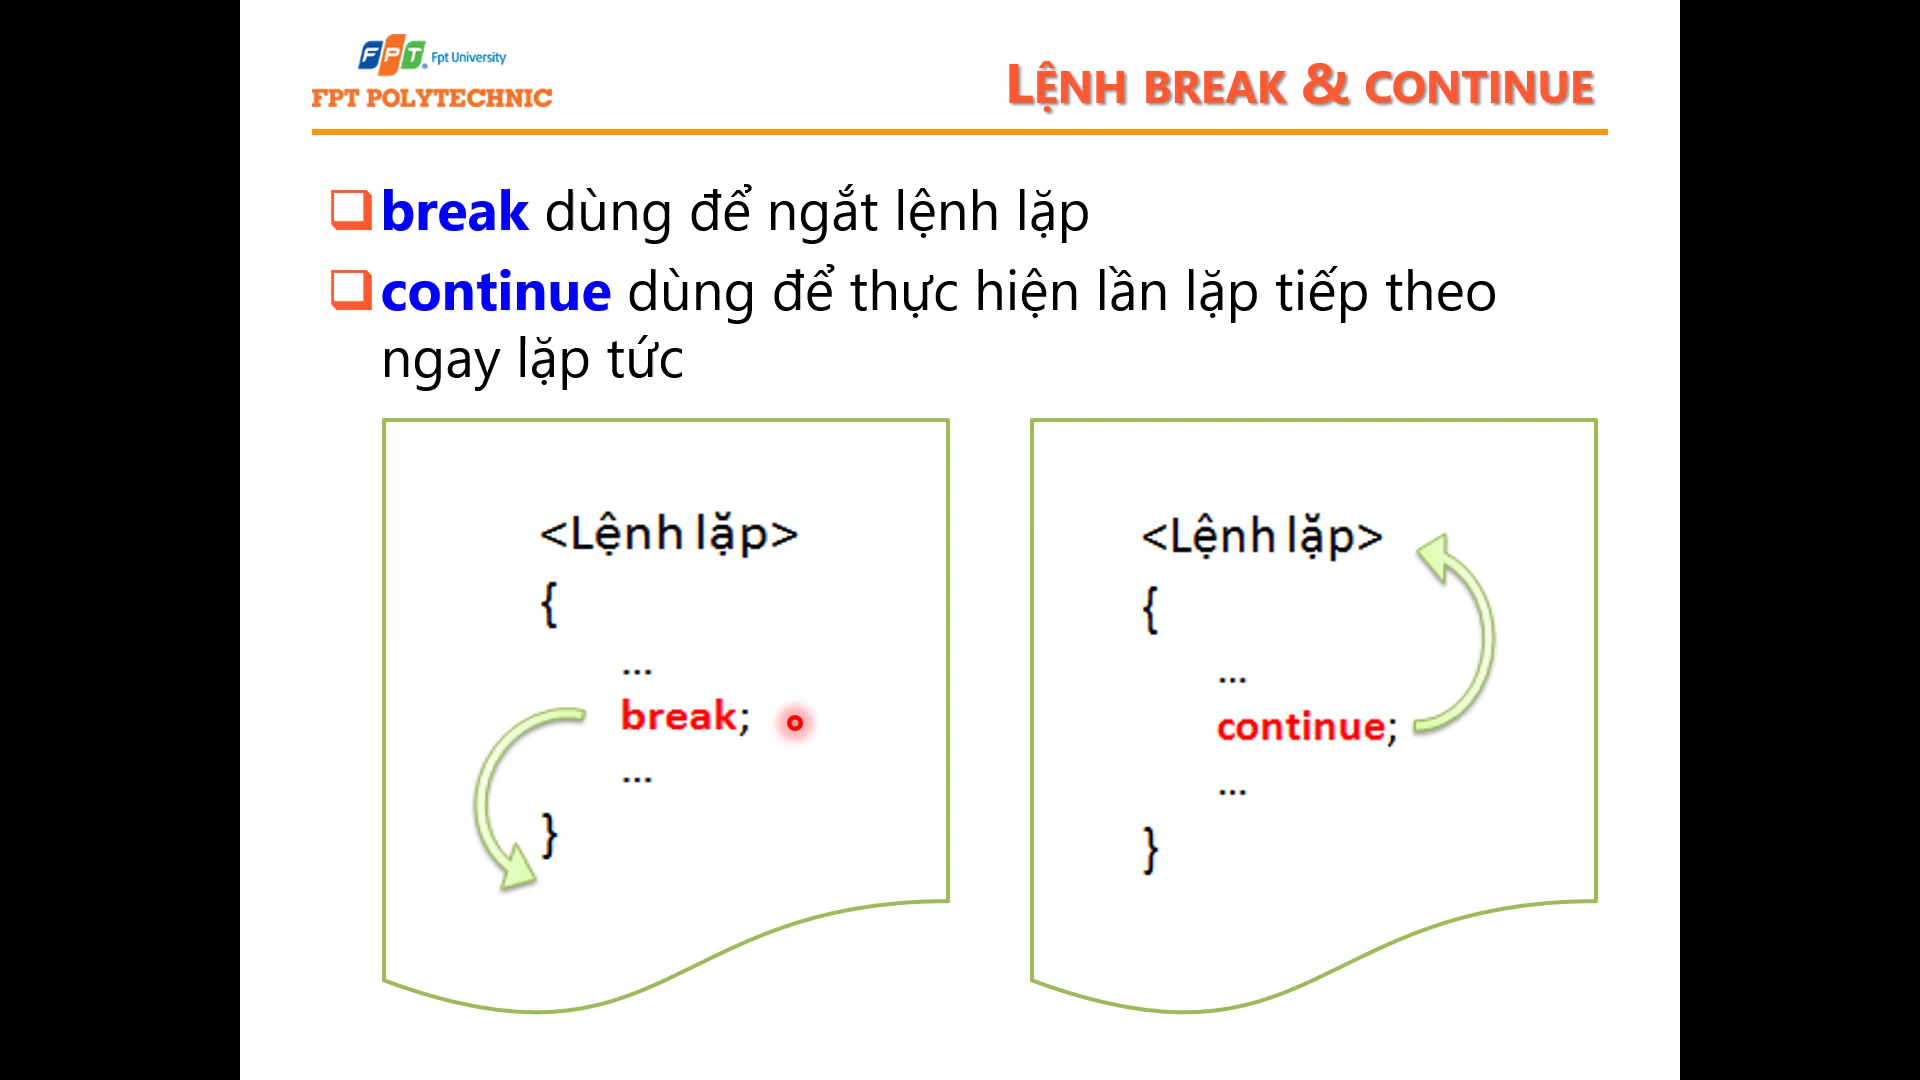 FPT Fpt University
FPT POLYTECHNIC
LỆNH BREAK & CONTINUE
break dùng để ngắt lệnh lặp
continue dùng để thực hiện lần lặp tiếp theo
ngay lặp tức
<Lệnh lặp>
{
...
break;
...
}
<Lệnh lặp>
{
...
continue;
...
}